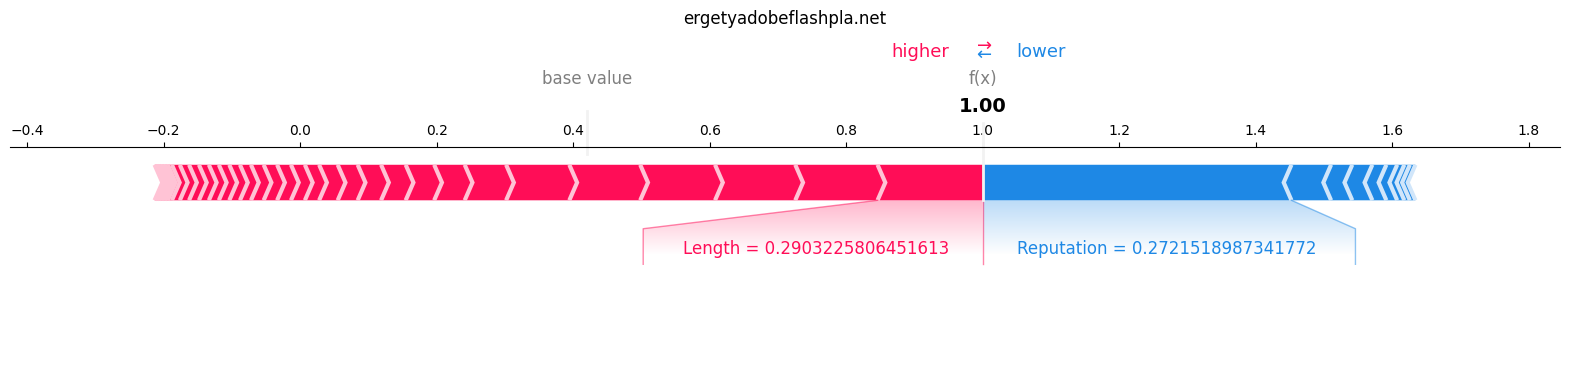 ergetyadobeflashpla.net
higher ⇄ lower
base value f(x)
1.00
−0.4 −0.2 0.0 0.2 0.4 0.6 0.8 1.0 1.2 1.4 1.6 1.8
Length = 0.2903225806451613 Reputation = 0.2721518987341772